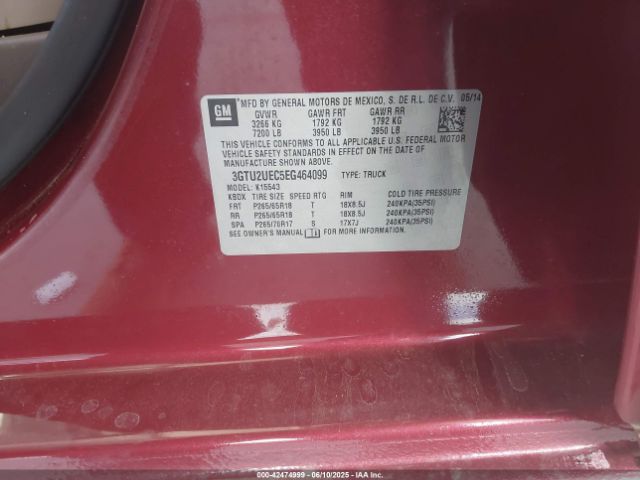 GM
MFD BY GENERAL MOTORS DE MEXICO, S. DE R.L. DE C.V. 05/14
GVWR GAWR FRT GAWR RR
3266 KG 1792 KG 1792 KG
7200 LB 3950 LB 3950 LB
THIS VEHICLE CONFORMS TO ALL APPLICABLE U.S. FEDERAL MOTOR
VEHICLE SAFETY STANDARDS IN EFFECT ON THE DATE OF
MANUFACTURE SHOWN ABOVE.
3GTU2UEC5EG464099 TYPE: TRUCK
MODEL: K15543
KSDX TIRE SIZE SPEED RTG RIM COLD TIRE PRESSURE
FRT P265/65R18 T 18X8.5J 240KPA(35PSI)
RR P265/65R18 T 18X8.5J 240KPA(35PSI)
SPA P265/70R17 S 17X7J 240KPA(35PSI)
SEE OWNER'S MANUAL FOR MORE INFORMATION.
000-42474999 06/10/2025 IAA Inc.